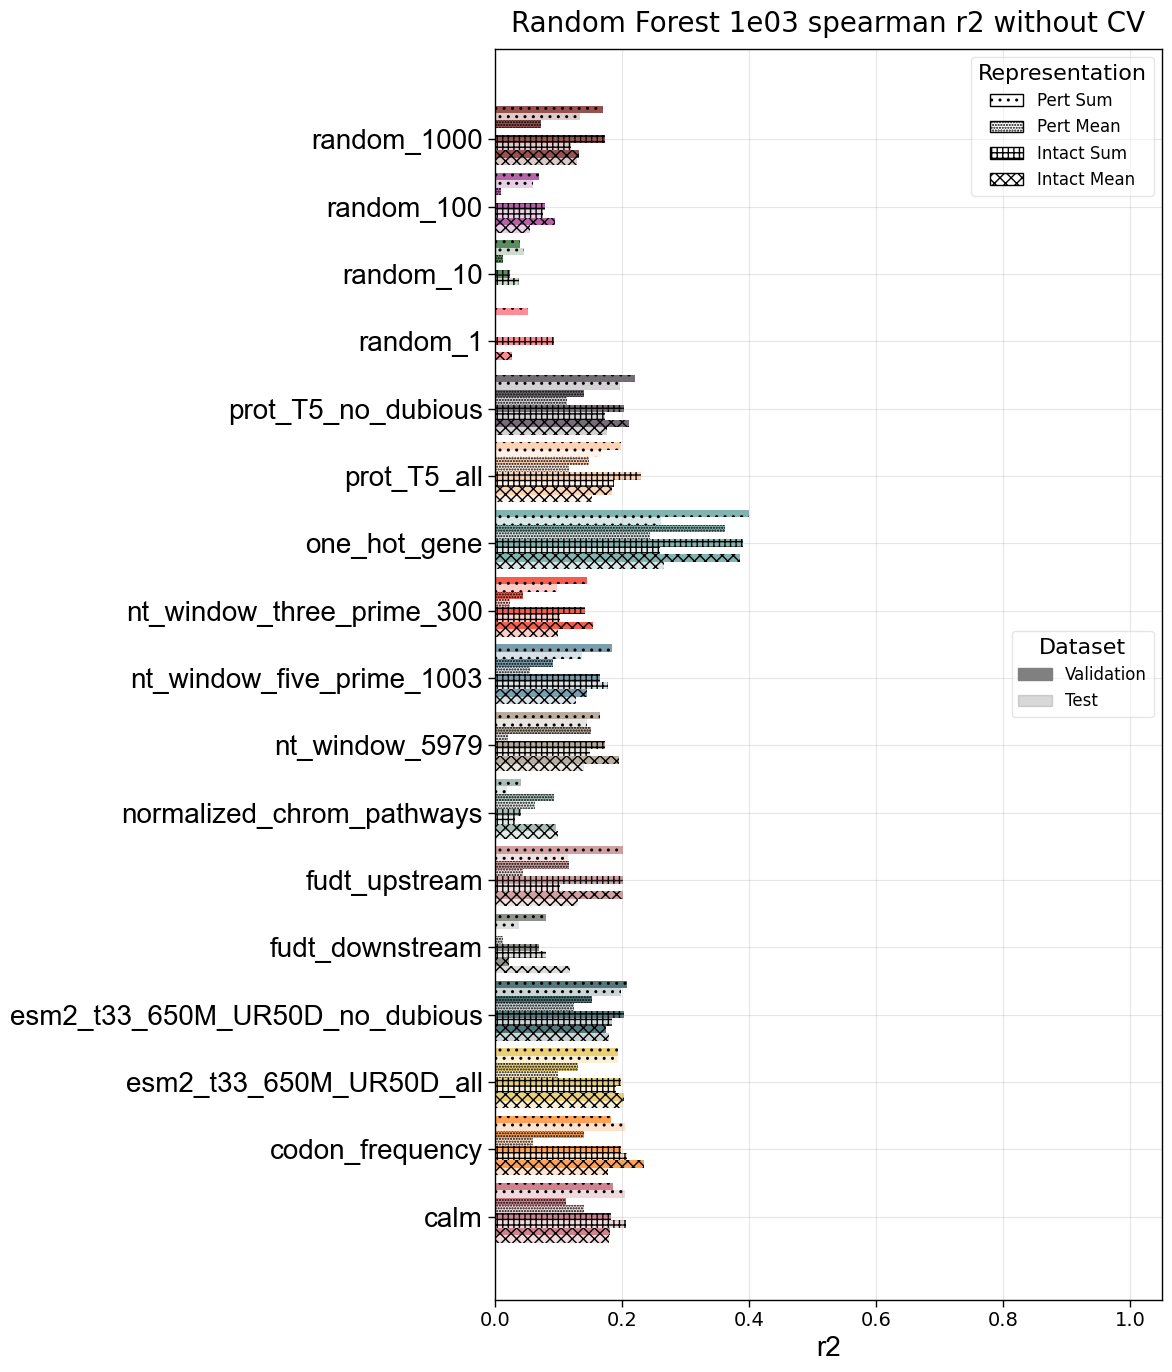 Random Forest 1e03 spearman r2 without CV
Representation
Pert Sum
Pert Mean
Intact Sum
Intact Mean
random_1000
random_100
random_10
random_1
prot_T5_no_dubious
prot_T5_all
one_hot_gene
nt_window_three_prime_300
nt_window_five_prime_1003
nt_window_5979
normalized_chrom_pathways
fudt_upstream
fudt_downstream
esm2_t33_650M_UR50D_no_dubious
esm2_t33_650M_UR50D_all
codon_frequency
calm
Dataset
Validation
Test
0.0 0.2 0.4 0.6 0.8 1.0
r2